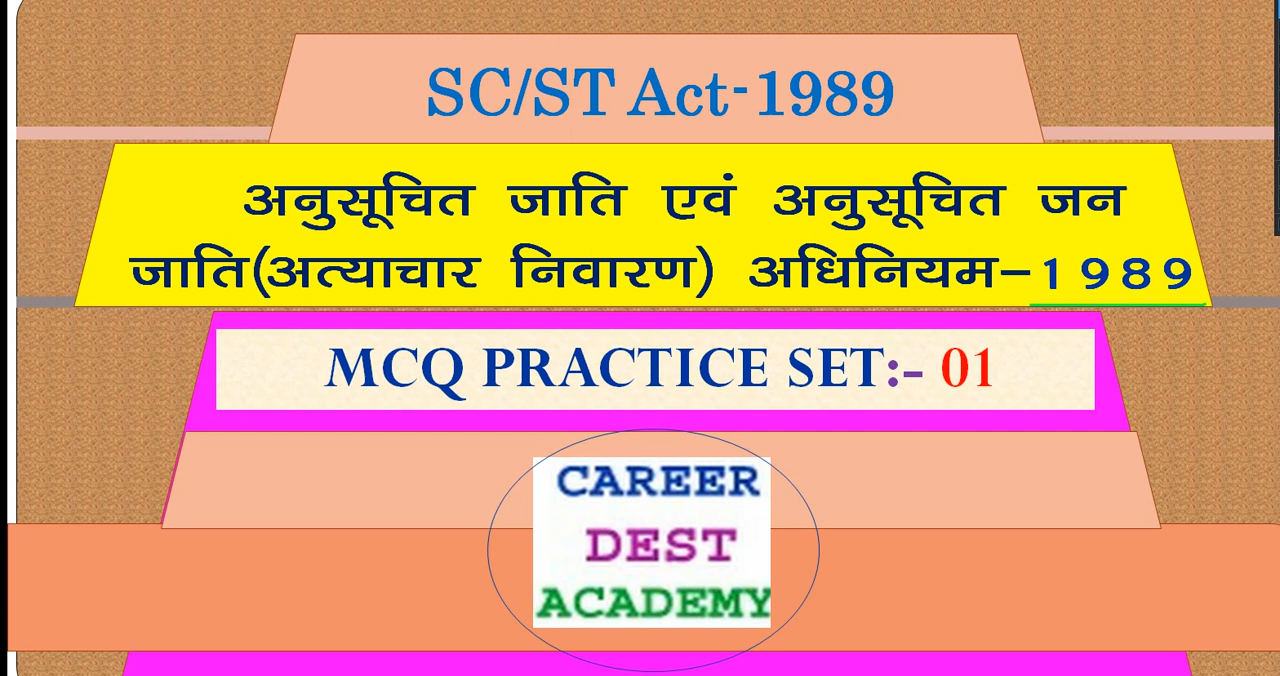 SC/ST Act-1989
अनुसूचित जाति एवं अनुसूचित जन
जाति(अत्याचार निवारण) अधिनियम–1989
MCQ PRACTICE SET:- 01
CAREER
DEST
ACADEMY